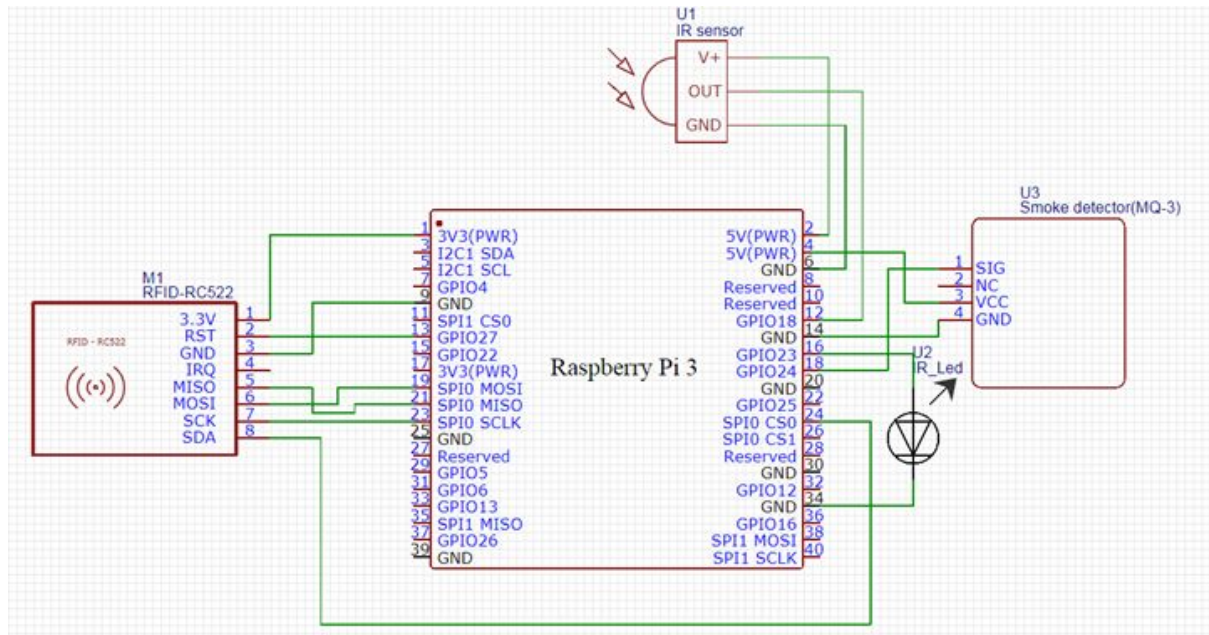 U1
IR sensor
V+
OUT
GND
U3
Smoke detector(MQ-3)
1 SIG
2 NC
3 VCC
4 GND
M1
RFID-RC522
RFID - RC522
3.3V 1
RST 2
GND 3
IRQ 4
MISO 5
MOSI 6
SCK 7
SDA 8
Raspberry Pi 3
1 3V3(PWR)
3 I2C1 SDA
5 I2C1 SCL
7 GPIO4
9 GND
11 SPI1 CS0
13 GPIO27
15 GPIO22
17 3V3(PWR)
19 SPI0 MOSI
21 SPI0 MISO
23 SPI0 SCLK
25 GND
27 Reserved
29 GPIO5
31 GPIO6
33 GPIO13
35 SPI1 MISO
37 GPIO26
39 GND
5V(PWR) 2
5V(PWR) 4
GND 6
Reserved 8
Reserved 10
GPIO18 12
GND 14
GPIO23 16
GPIO24 18
GND 20
GPIO25 22
SPI0 CS0 24
SPI0 CS1 26
Reserved 28
GND 30
GPIO12 32
GND 34
GPIO16 36
SPI1 MOSI 38
SPI1 SCLK 40
U2
IR_Led